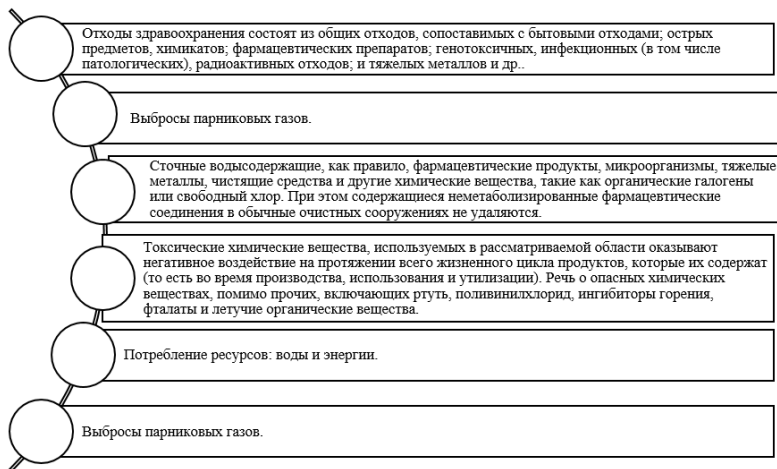 Отходы здравоохранения состоят из общих отходов, сопоставимых с бытовыми отходами; острых
предметов, химикатов; фармацевтических препаратов; генотоксичных, инфекционных (в том числе
патологических), радиоактивных отходов; и тяжелых металлов и др..
Выбросы парниковых газов.
Сточные водысодержащие, как правило, фармацевтические продукты, микроорганизмы, тяжелые
металлы, чистящие средства и другие химические вещества, такие как органические галогены
или свободный хлор. При этом содержащиеся неметаболизированные фармацевтические
соединения в обычные очистных сооружениях не удаляются.
Токсические химические вещества, используемых в рассматриваемой области оказывают
негативное воздействие на протяжении всего жизненного цикла продуктов, которые их содержат
(то есть во время производства, использования и утилизации). Речь о опасных химических
веществах, помимо прочих, включающих ртуть, поливинилхлорид, ингибиторы горения,
фталаты и летучие органические вещества.
Потребление ресурсов: воды и энергии.
Выбросы парниковых газов.